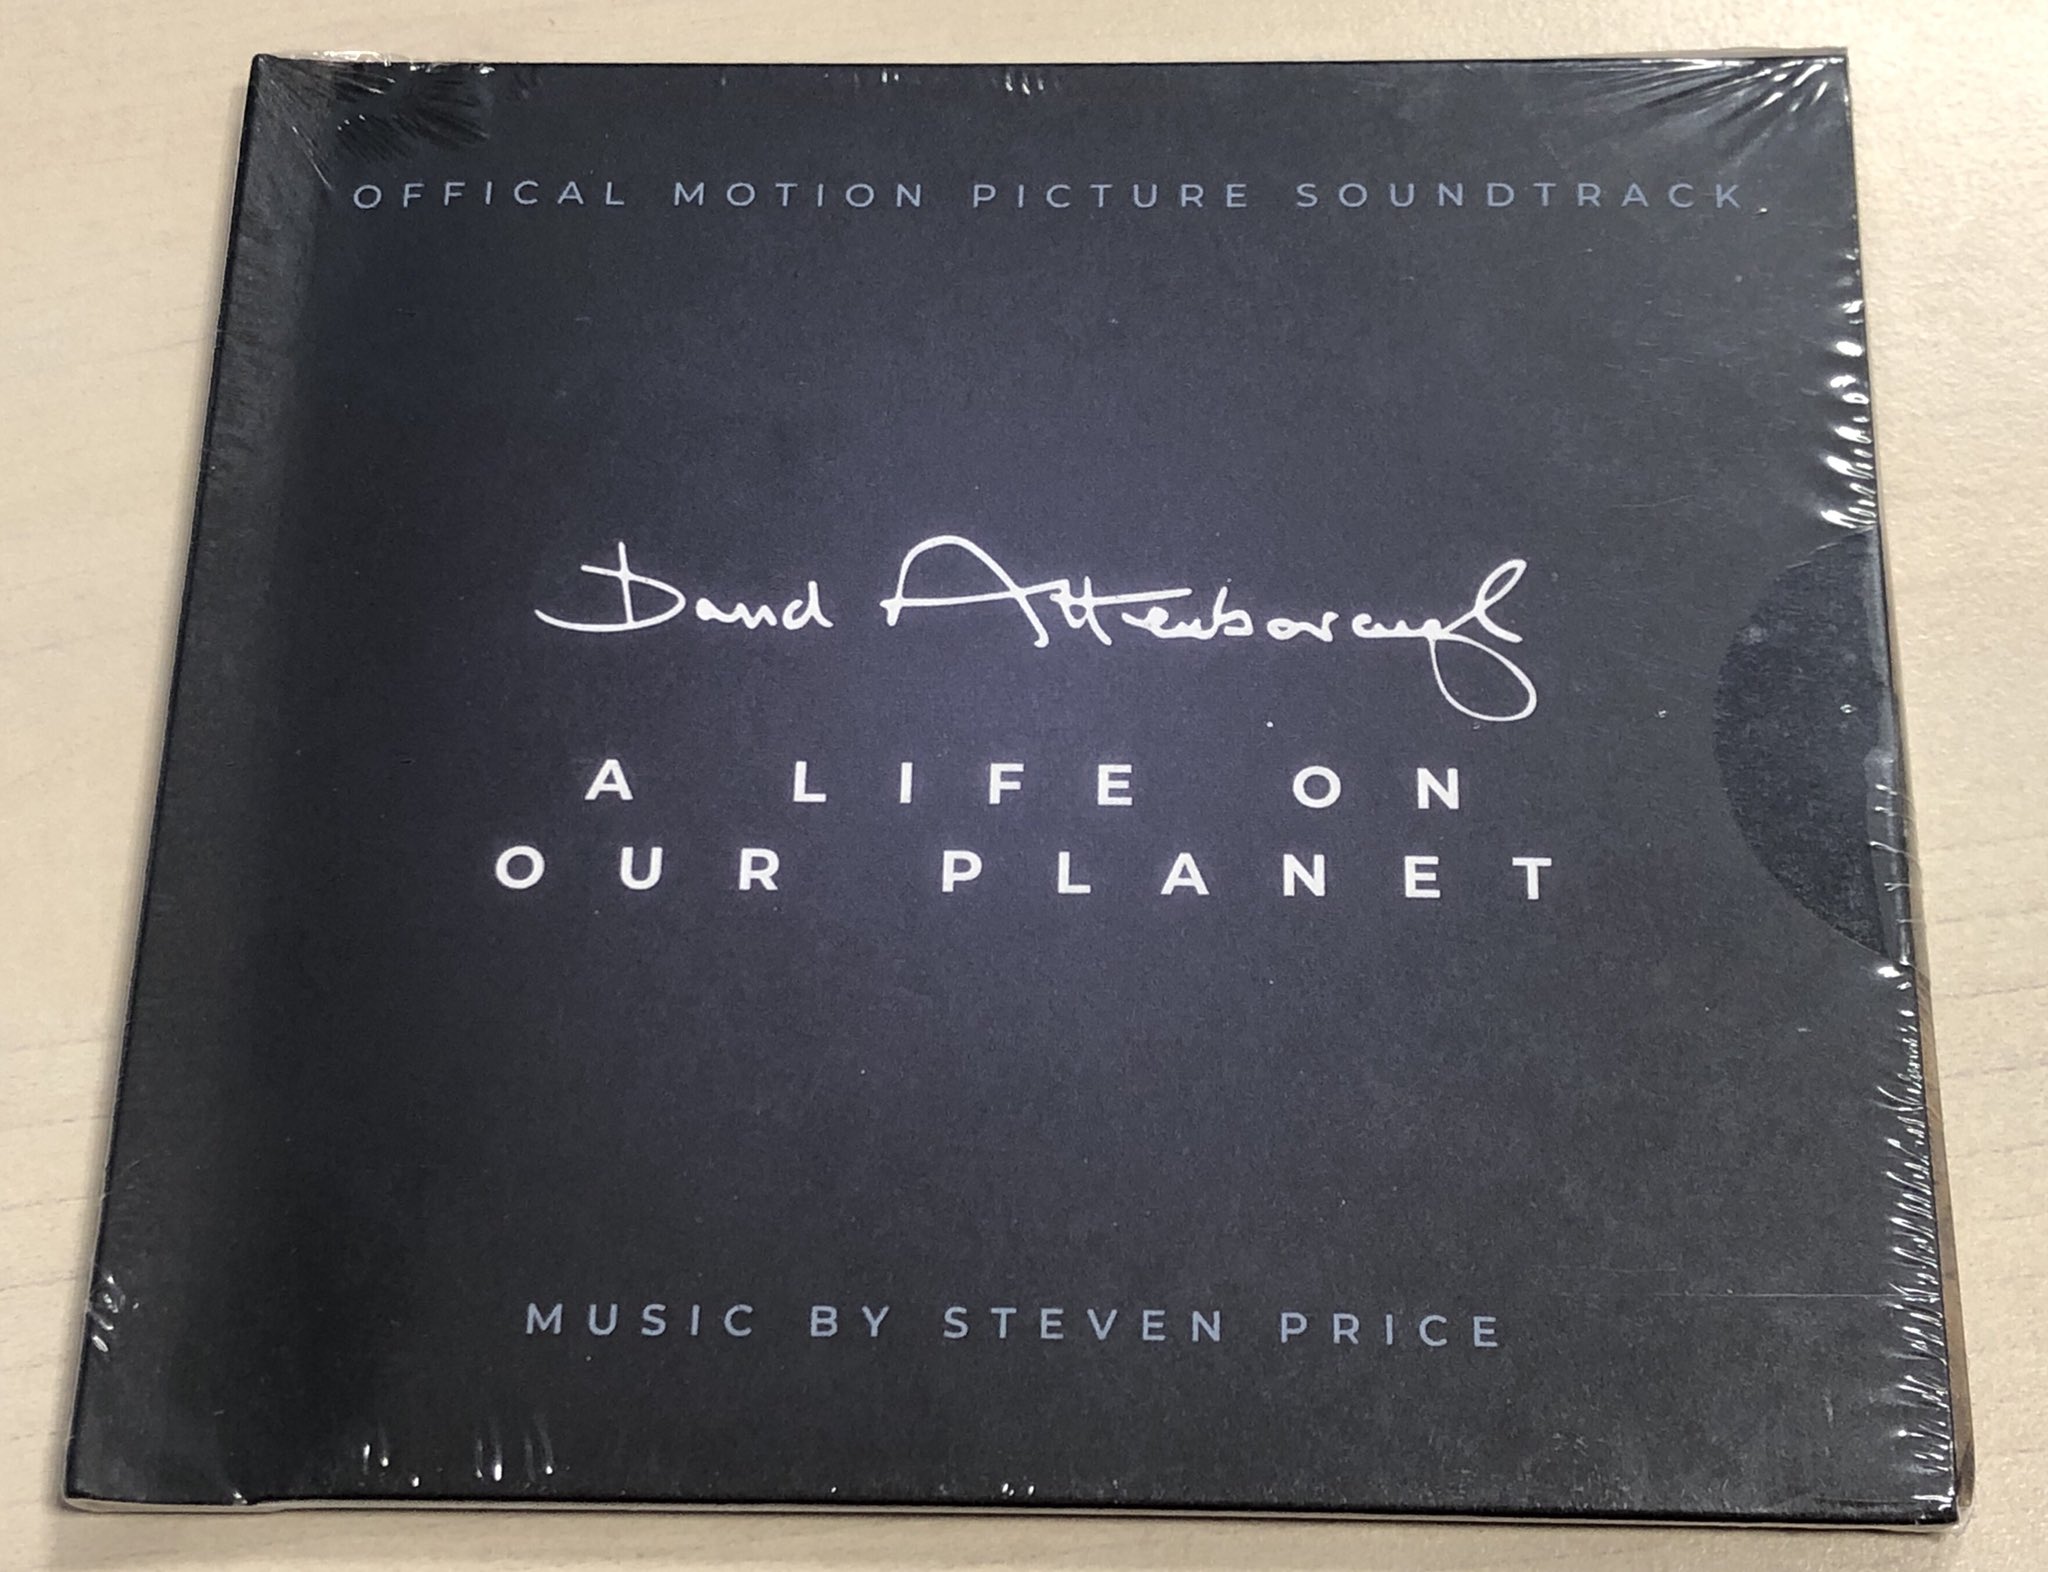 OFFICAL MOTION PICTURE SOUNDTRACK
David Attenborough
A LIFE ON
OUR PLANET
MUSIC BY STEVEN PRICE